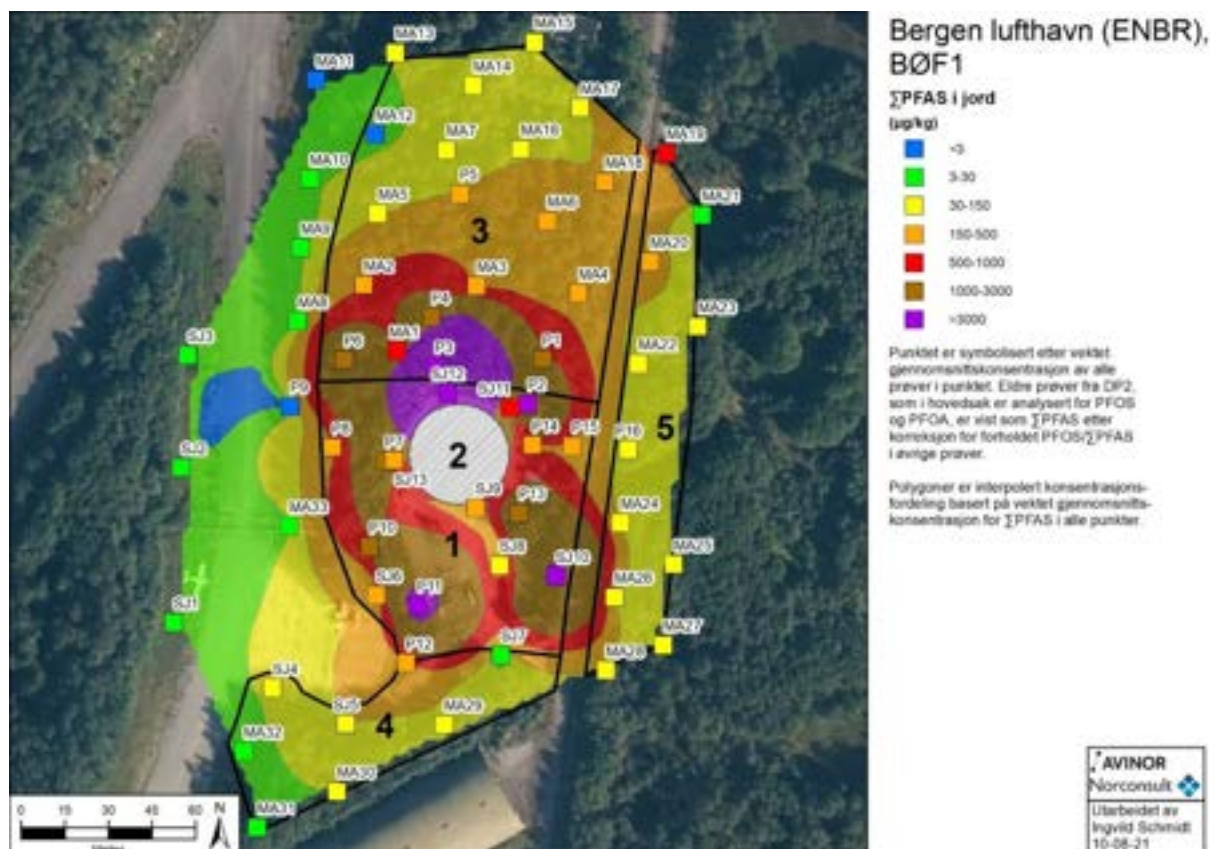 Bergen lufthavn (ENBR),
BØF1
∑PFAS i jord
(µg/kg)
<3
3-30
30-150
150-500
500-1000
1000-3000
>3000
Punktet er symbolisert etter vektet
gjennomsnittskonsentrasjon av alle
prøver i punktet. Eldre prøver fra DP2,
som i hovedsak er analysert for PFOS
og PFOA, er vist som ∑PFAS etter
korreksjon for forholdet PFOS/∑PFAS
i øvrige prøver.
Polygoner er interpolert konsentrasjons-
fordeling basert på vektet gjennomsnitts-
konsentrasjon for ∑PFAS i alle punkter
MA13
MA15
MA11
MA14
MA17
MA12
MA7
MA16
MA19
MA10
P5
MA18
MA5
MA6
MA21
MA9
3
MA20
MA2
MA3
MA4
MA8
P4
MA23
SJ3
MA1
P6
P3
P1
MA22
SJ12
P9
SJ11
P2
P8
P7
P14
P15
P16
5
2
SJ2
SJ13
SJ9
P13
MA33
MA24
P10
1
SJ8
SJ10
MA25
SJ6
P11
MA26
SJ1
P12
SJ7
MA27
MA28
SJ4
SJ5
4
MA29
MA32
MA30
MA31
0 15 30 45 60
N
Meter
AVINOR
Norconsult
Utarbeidet av
Ingvild Schmidt
10-08-21